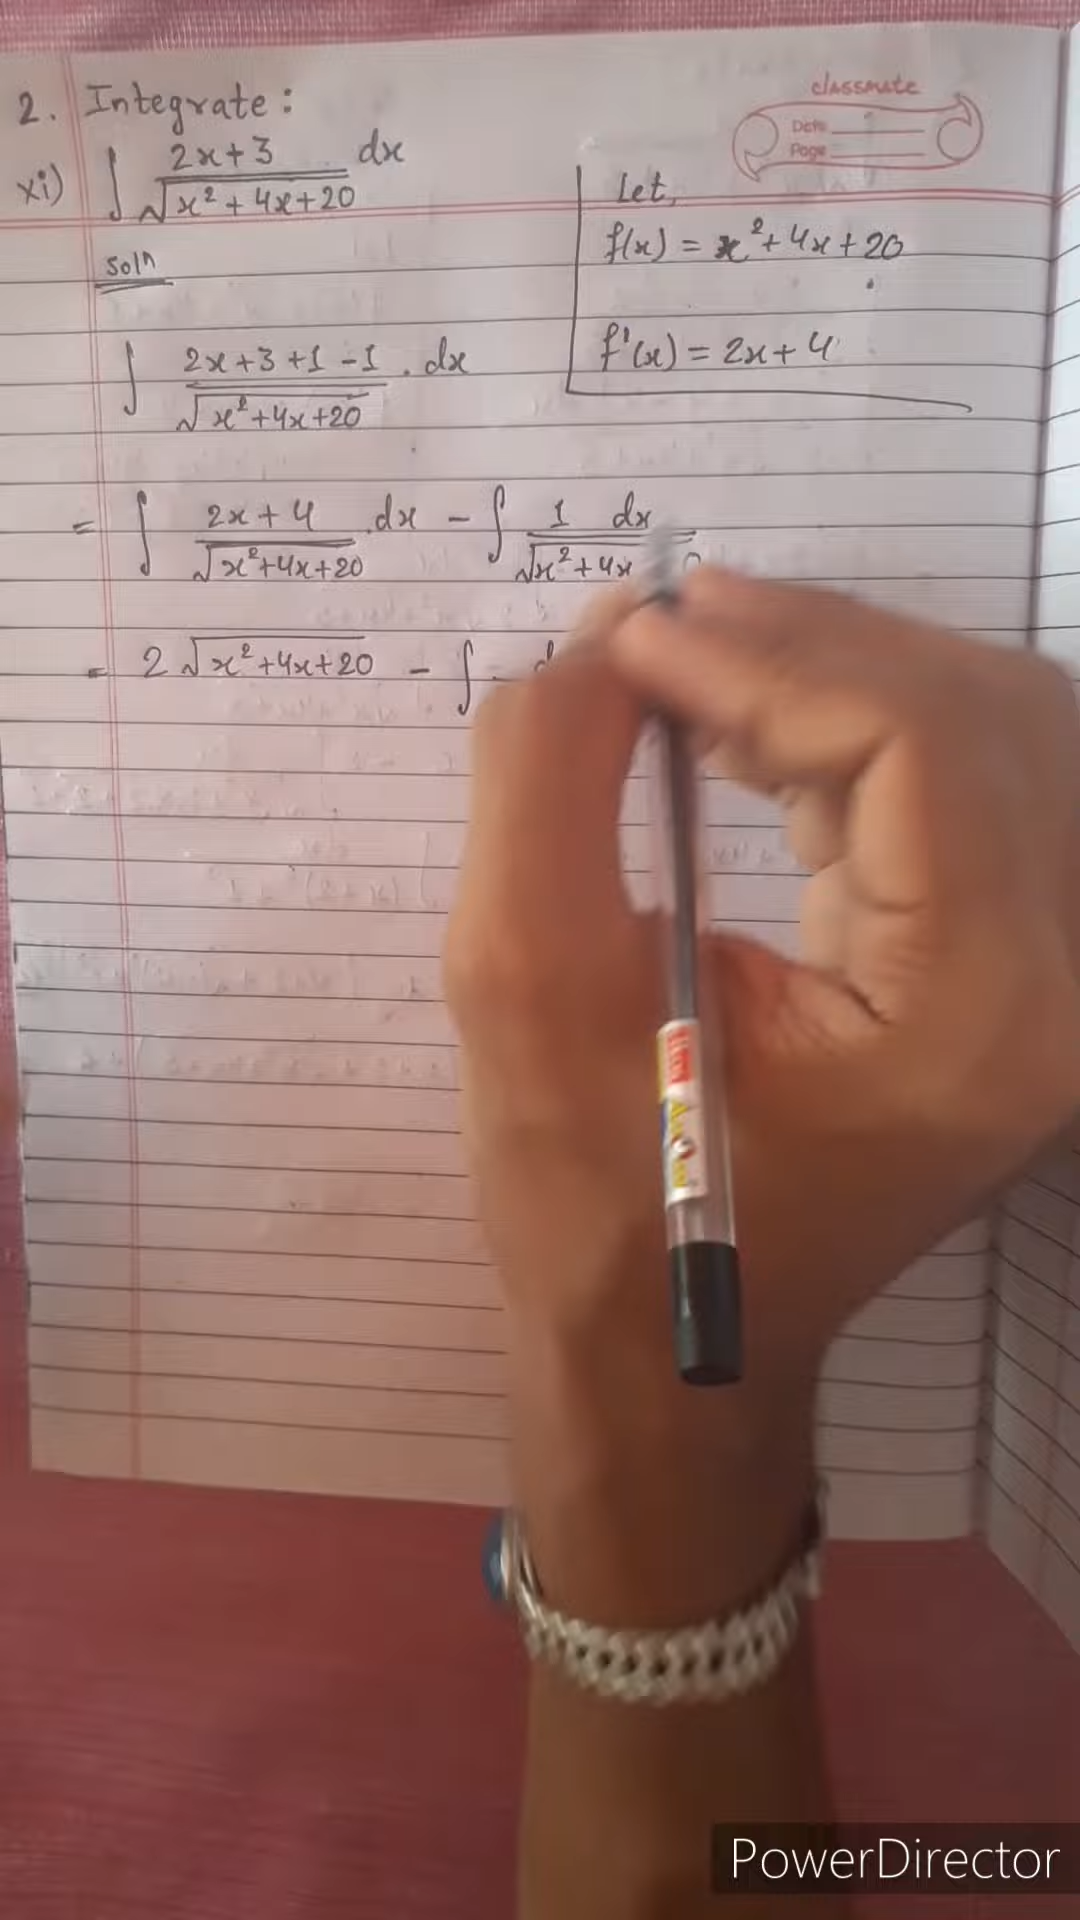 2. Integrate:
xi) ∫ 2x+3 / √x²+4x+20 dx
classmate
Date
Page
Soln
Let,
f(x) = x²+4x+20
f'(x) = 2x+4
∫ 2x+3+1-1 / √x²+4x+20 . dx
= ∫ 2x+4 / √x²+4x+20 .dx - ∫ 1 dx / √x²+4x
= 2 √x²+4x+20 - ∫ d
PowerDirector